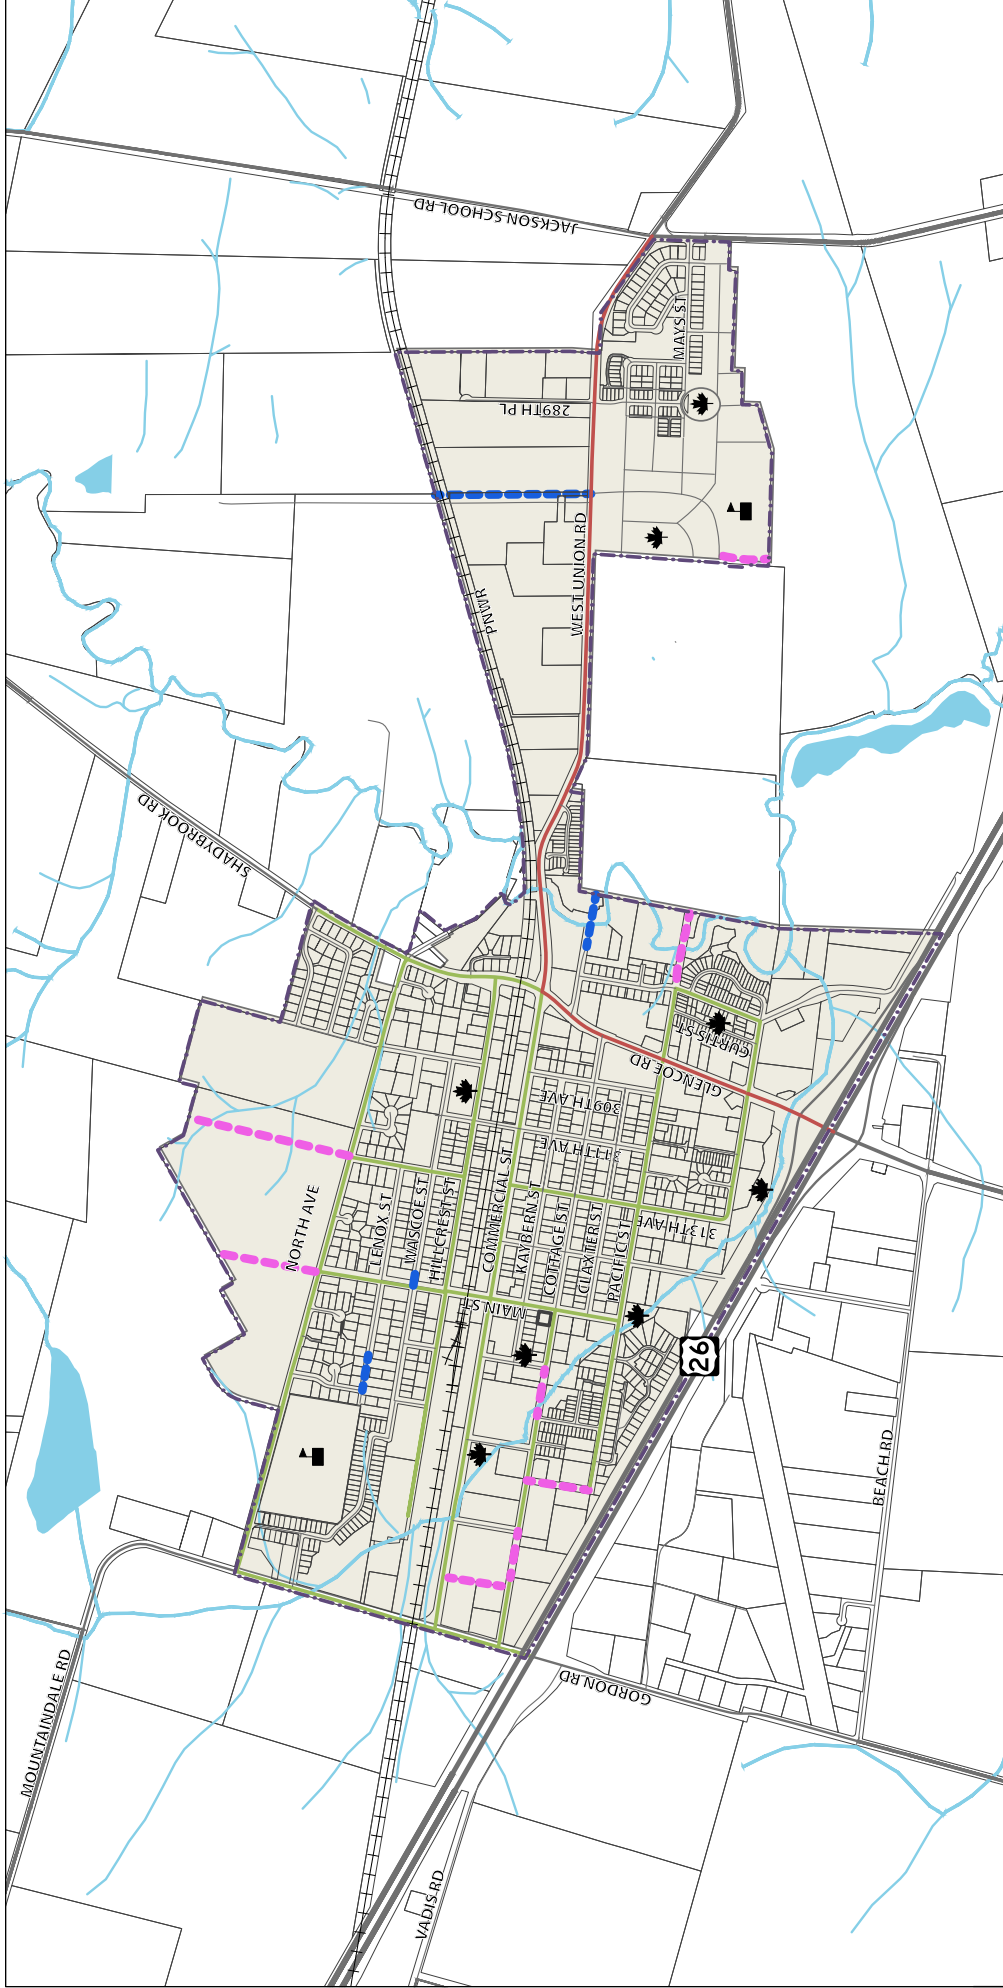 JACKSON SCHOOL RD
MAYS ST
289TH PL
WEST UNION RD
PNWR
SHADYBROOK RD
CURTIS ST
GLENCOE RD
309TH AVE
311TH AVE
313TH AVE
NORTH AVE
LENOX ST
WASCOE ST
HILLCREST ST
COMMERCIAL ST
KAYBERN ST
COTTAGE ST
CLAXTER ST
PACIFIC ST
MAIN ST
26
BEACH RD
GORDON RD
MOUNTAINDALE RD
VADIS RD